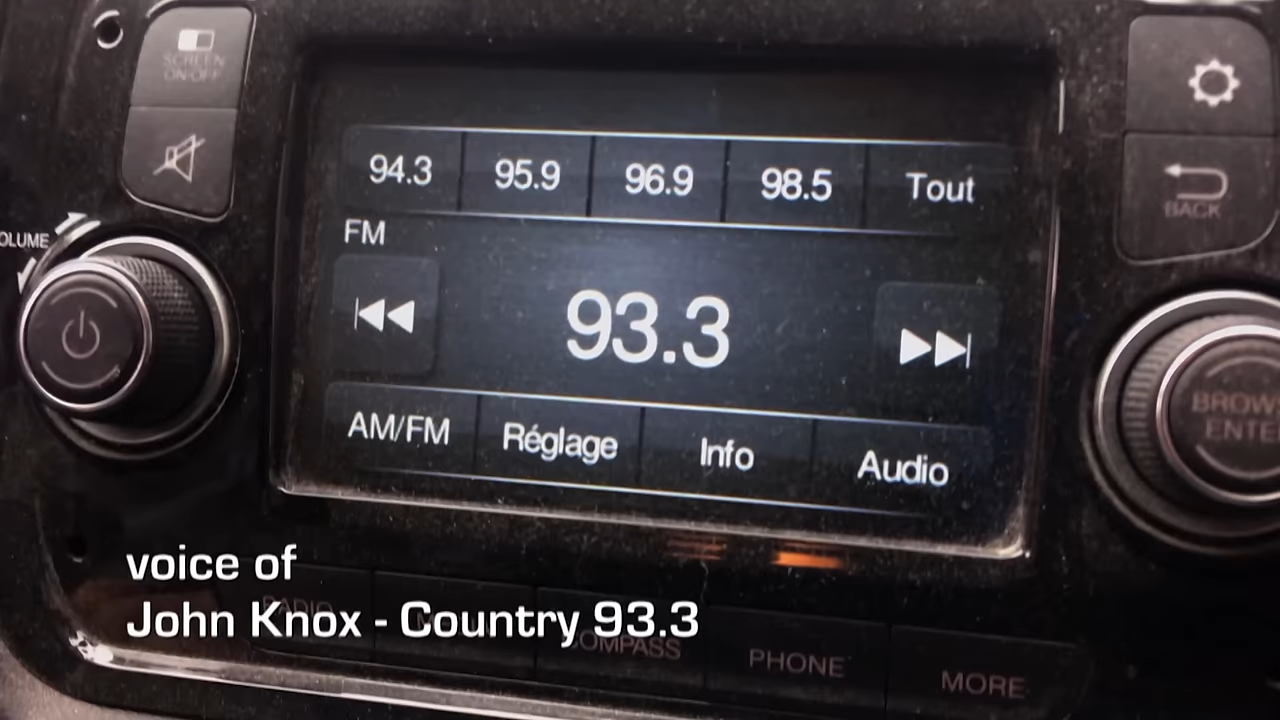 SCREEN
ON-OFF
94.3 95.9 96.9 98.5 Tout
BACK
FM
93.3
AM/FM Réglage Info Audio
voice of
John Knox - Country 93.3
RADIO
COMPASS PHONE MORE